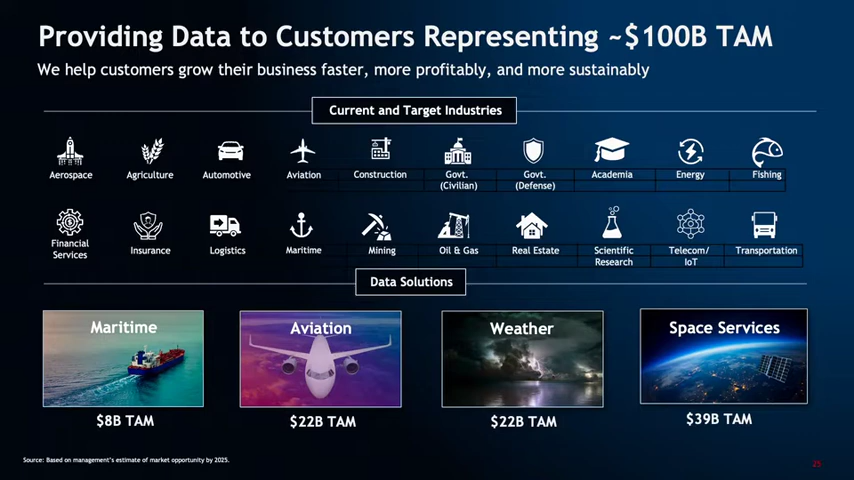 Providing Data to Customers Representing ~$100B TAM
We help customers grow their business faster, more profitably, and more sustainably
Current and Target Industries
Aerospace
Agriculture
Automotive
Aviation
Construction
Govt.
(Civilian)
Govt.
(Defense)
Academia
Energy
Fishing
Financial
Services
Insurance
Logistics
Maritime
Mining
Oil & Gas
Real Estate
Scientific
Research
Telecom/
IoT
Transportation
Data Solutions
Maritime
Aviation
Weather
Space Services
$8B TAM
$22B TAM
$22B TAM
$39B TAM
Source: Based on management's estimate of market opportunity by 2025.
25